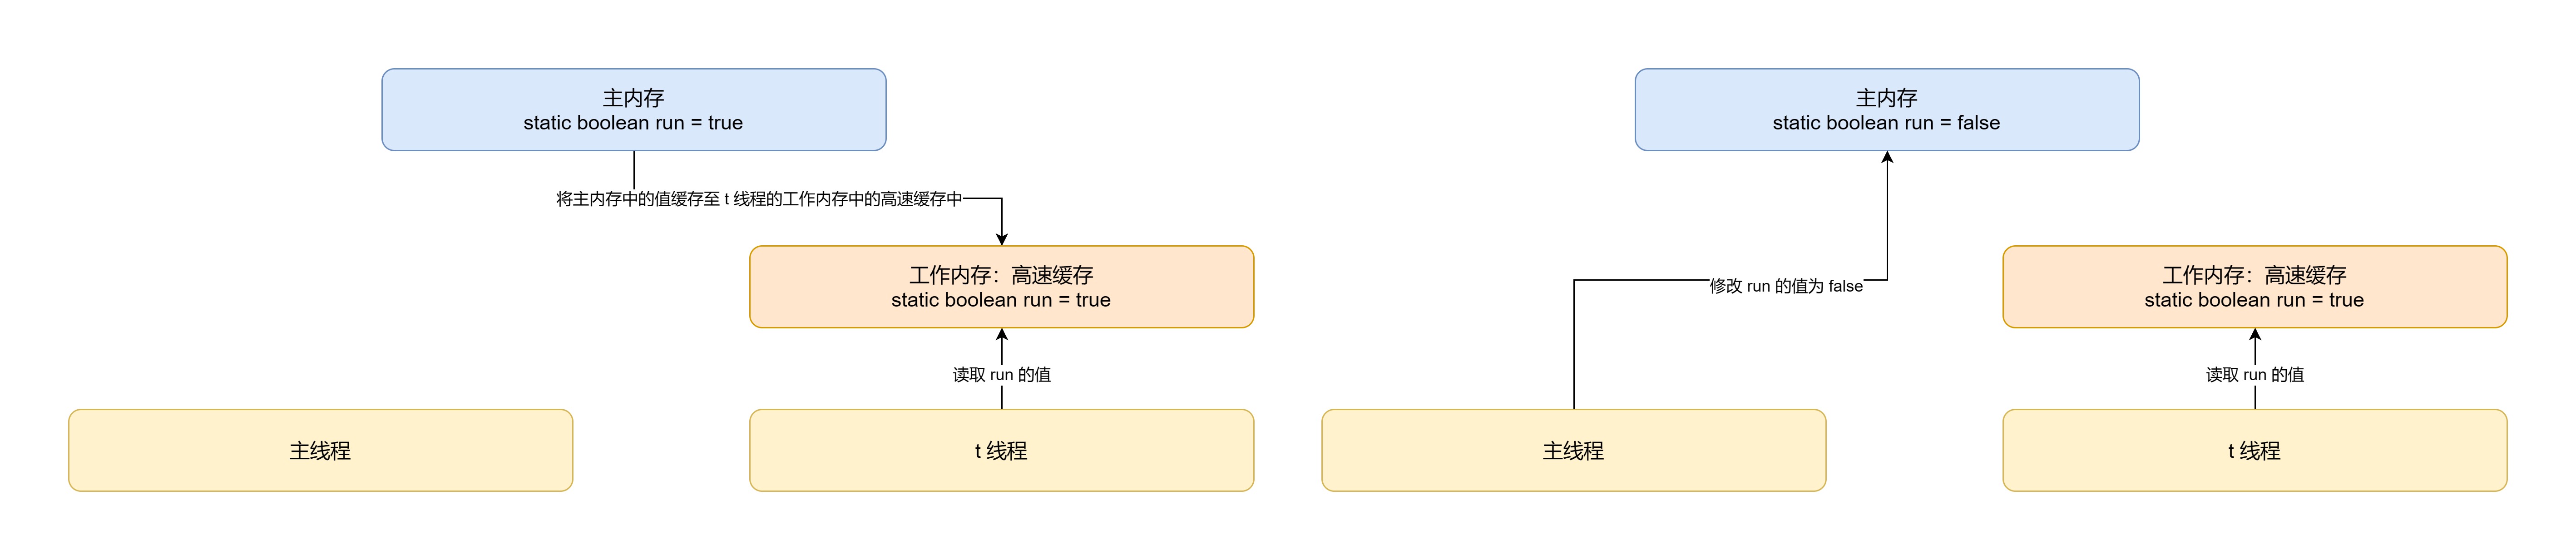 主内存
static boolean run = true
将主内存中的值缓存至 t 线程的工作内存中的高速缓存中
工作内存：高速缓存
static boolean run = true
读取 run 的值
主线程
t 线程
主内存
static boolean run = false
修改 run 的值为 false
工作内存：高速缓存
static boolean run = true
读取 run 的值
主线程
t 线程